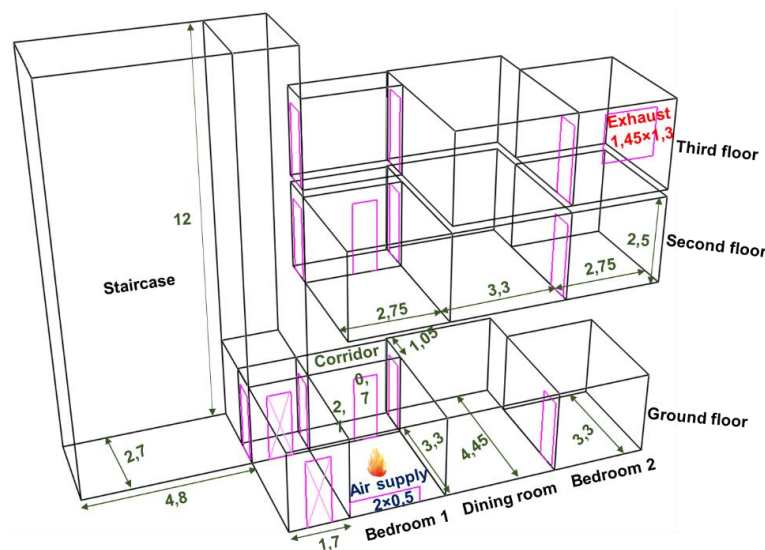 Exhaust
1,45×1,3
Third floor
12
Second floor
2,5
2,75
3,3
2,75
Staircase
Corridor
1,05
0,
7
2,
1
Ground floor
3,3
4,45
3,3
2,7
4,8
Air supply
2×0,5
Bedroom 1
Dining room
Bedroom 2
1,7